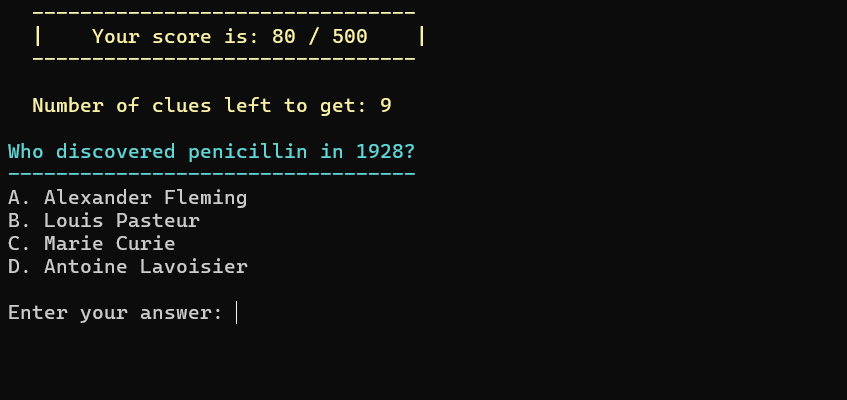 --------------------------------
|    Your score is: 80 / 500    |
--------------------------------
Number of clues left to get: 9
Who discovered penicillin in 1928?
----------------------------------
A. Alexander Fleming
B. Louis Pasteur
C. Marie Curie
D. Antoine Lavoisier
Enter your answer: